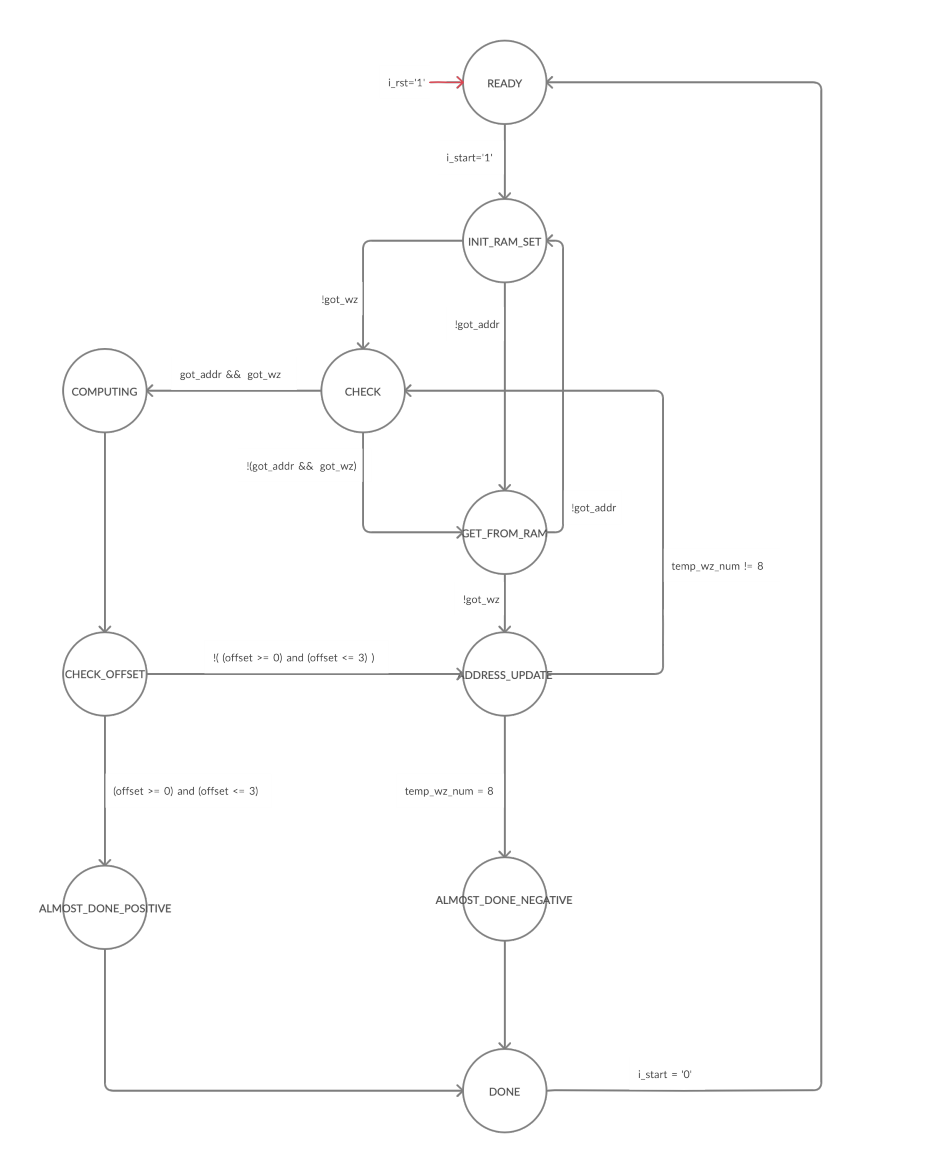 i_rst='1'
READY
i_start='1'
INIT_RAM_SET
!got_wz
!got_addr
got_addr && got_wz
COMPUTING
CHECK
!(got_addr && got_wz)
!got_addr
GET_FROM_RAM
temp_wz_num != 8
!got_wz
!( (offset >= 0) and (offset <= 3) )
CHECK_OFFSET
ADDRESS_UPDATE
(offset >= 0) and (offset <= 3)
temp_wz_num = 8
ALMOST_DONE_POSITIVE
ALMOST_DONE_NEGATIVE
i_start = '0'
DONE